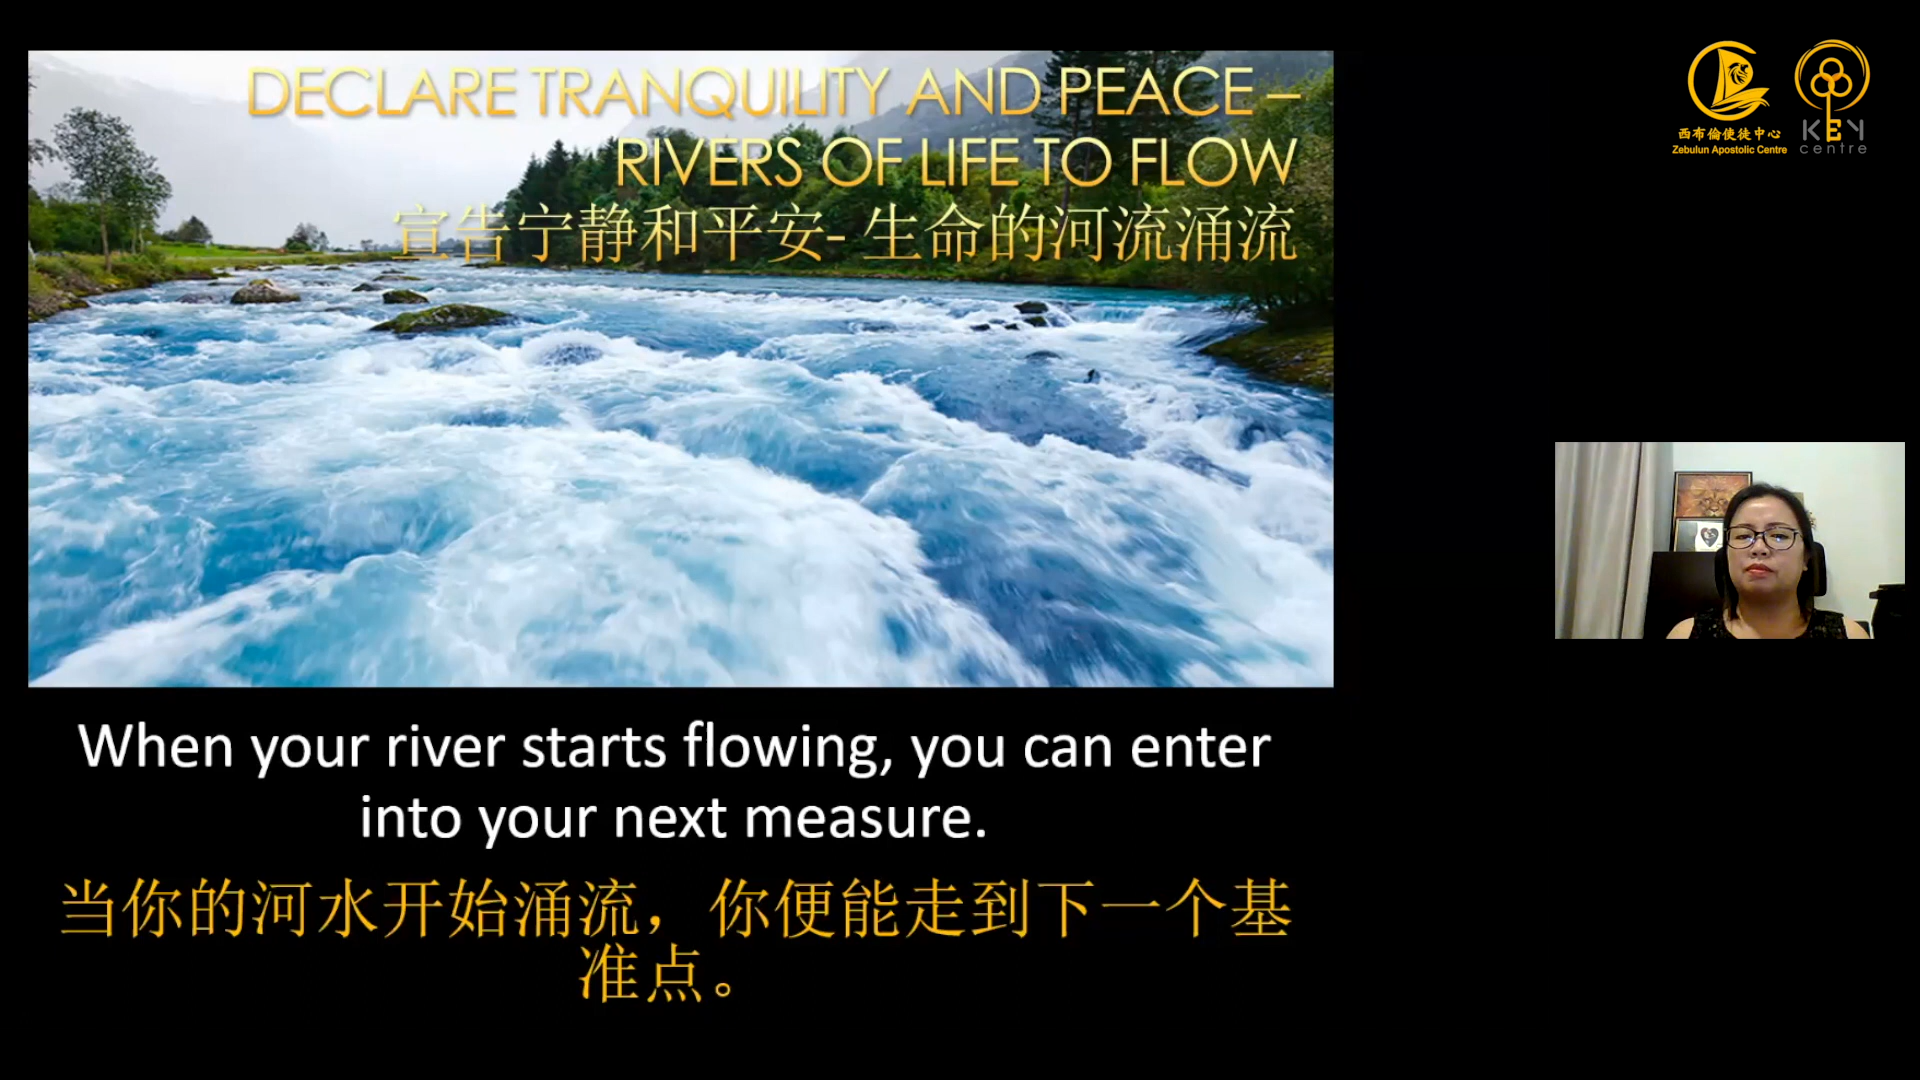 DECLARE TRANQUILITY AND PEACE –
RIVERS OF LIFE TO FLOW
宣告宁静和平安- 生命的河流涌流
西布倫使徒中心
Zebulun Apostolic Centre
KEY
centre
When your river starts flowing, you can enter
into your next measure.
当你的河水开始涌流，你便能走到下一个基
准点。